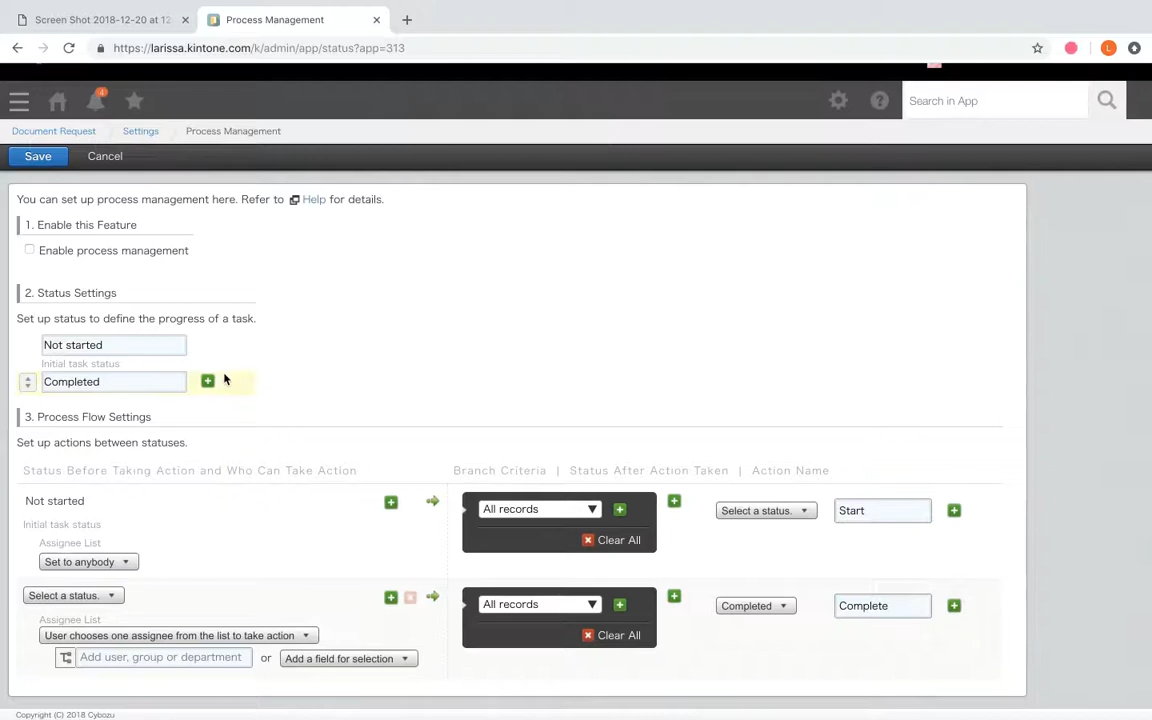 Screen Shot 2018-12-20 at 12
Process Management
https://larissa.kintone.com/k/admin/app/status?app=313
L
4
Search in App
Document Request
Settings
Process Management
Save
Cancel
You can set up process management here. Refer to Help for details.
1. Enable this Feature
Enable process management
2. Status Settings
Set up status to define the progress of a task.
Not started
Initial task status
Completed
3. Process Flow Settings
Set up actions between statuses.
Status Before Taking Action and Who Can Take Action
Branch Criteria | Status After Action Taken | Action Name
Not started
All records
Select a status.
Start
Initial task status
Clear All
Assignee List
Set to anybody
Select a status.
All records
Completed
Complete
Assignee List
User chooses one assignee from the list to take action
Clear All
Add user, group or department
or
Add a field for selection
Copyright (C) 2018 Cybozu